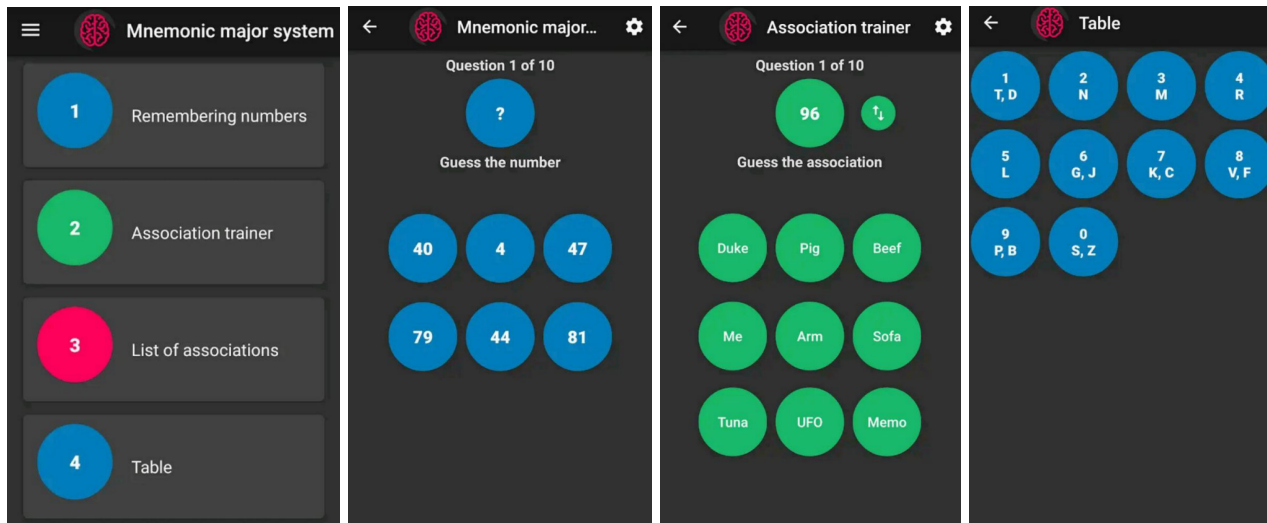 Mnemonic major system
1
Remembering numbers
2
Association trainer
3
List of associations
4
Table
Mnemonic major...
Question 1 of 10
?
Guess the number
40 4 47
79 44 81
Association trainer
Question 1 of 10
96
Guess the association
Duke Pig Beef
Me Arm Sofa
Tuna UFO Memo
Table
1 2 3 4
T, D N M R
5 6 7 8
L G, J K, C V, F
9 0
P, B S, Z